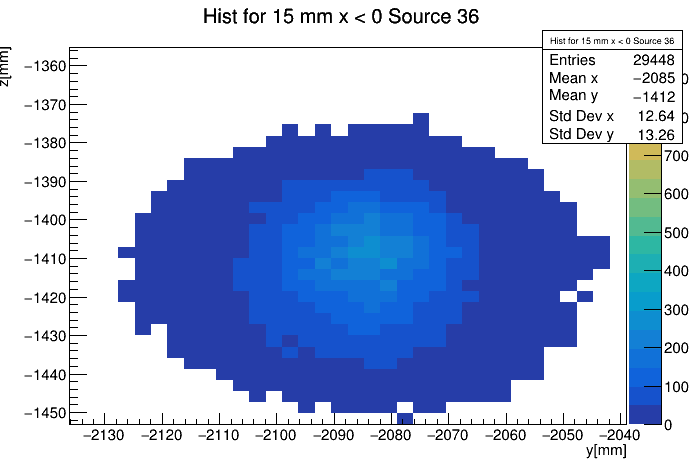 Hist for 15 mm x < 0 Source 36
z[mm]
Hist for 15 mm x < 0 Source 36
Entries 29448
Mean x −2085
Mean y −1412
Std Dev x 12.64
Std Dev y 13.26
−1360
−1370
−1380
−1390
−1400
−1410
−1420
−1430
−1440
−1450
0
0
700
600
500
400
300
200
100
0
−2130 −2120 −2110 −2100 −2090 −2080 −2070 −2060 −2050 −2040
y[mm]